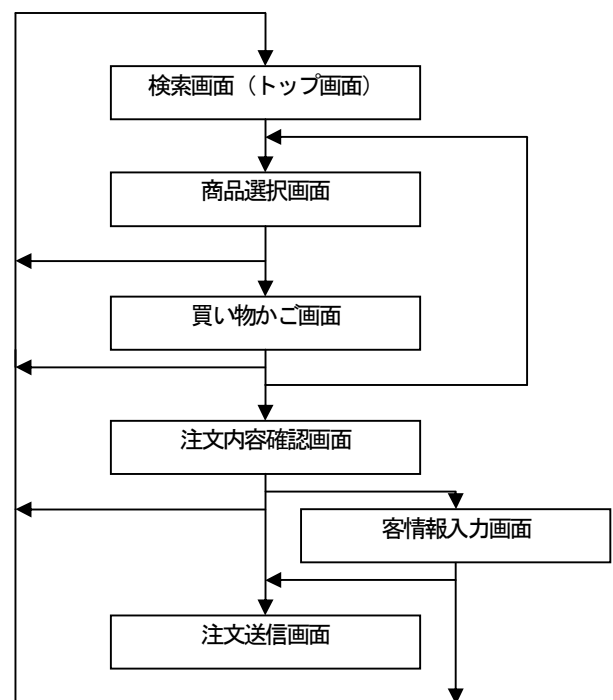 検索画面（トップ画面）
商品選択画面
買い物かご画面
注文内容確認画面
客情報入力画面
注文送信画面